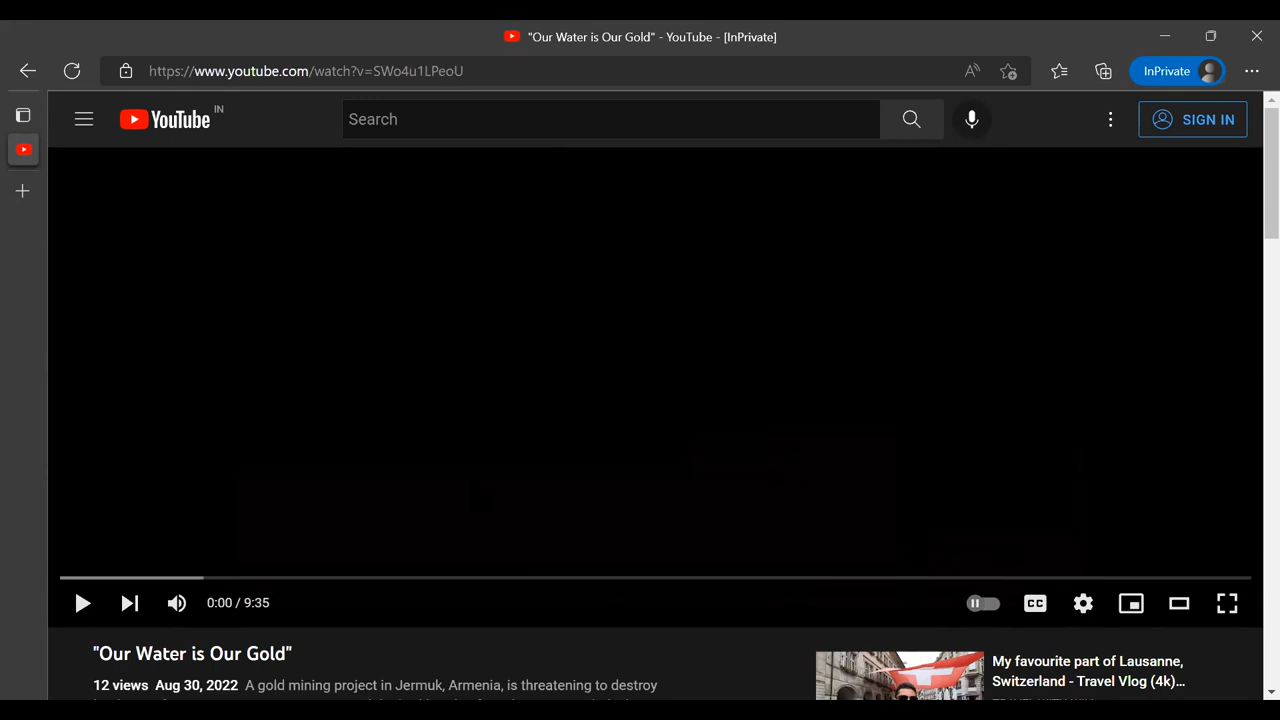 "Our Water is Our Gold" - YouTube - [InPrivate]
https://www.youtube.com/watch?v=SWo4u1LPeoU
InPrivate
YouTube IN
Search
SIGN IN
0:00 / 9:35
CC
"Our Water is Our Gold"
12 views Aug 30, 2022 A gold mining project in Jermuk, Armenia, is threatening to destroy
My favourite part of Lausanne,
Switzerland - Travel Vlog (4k)...